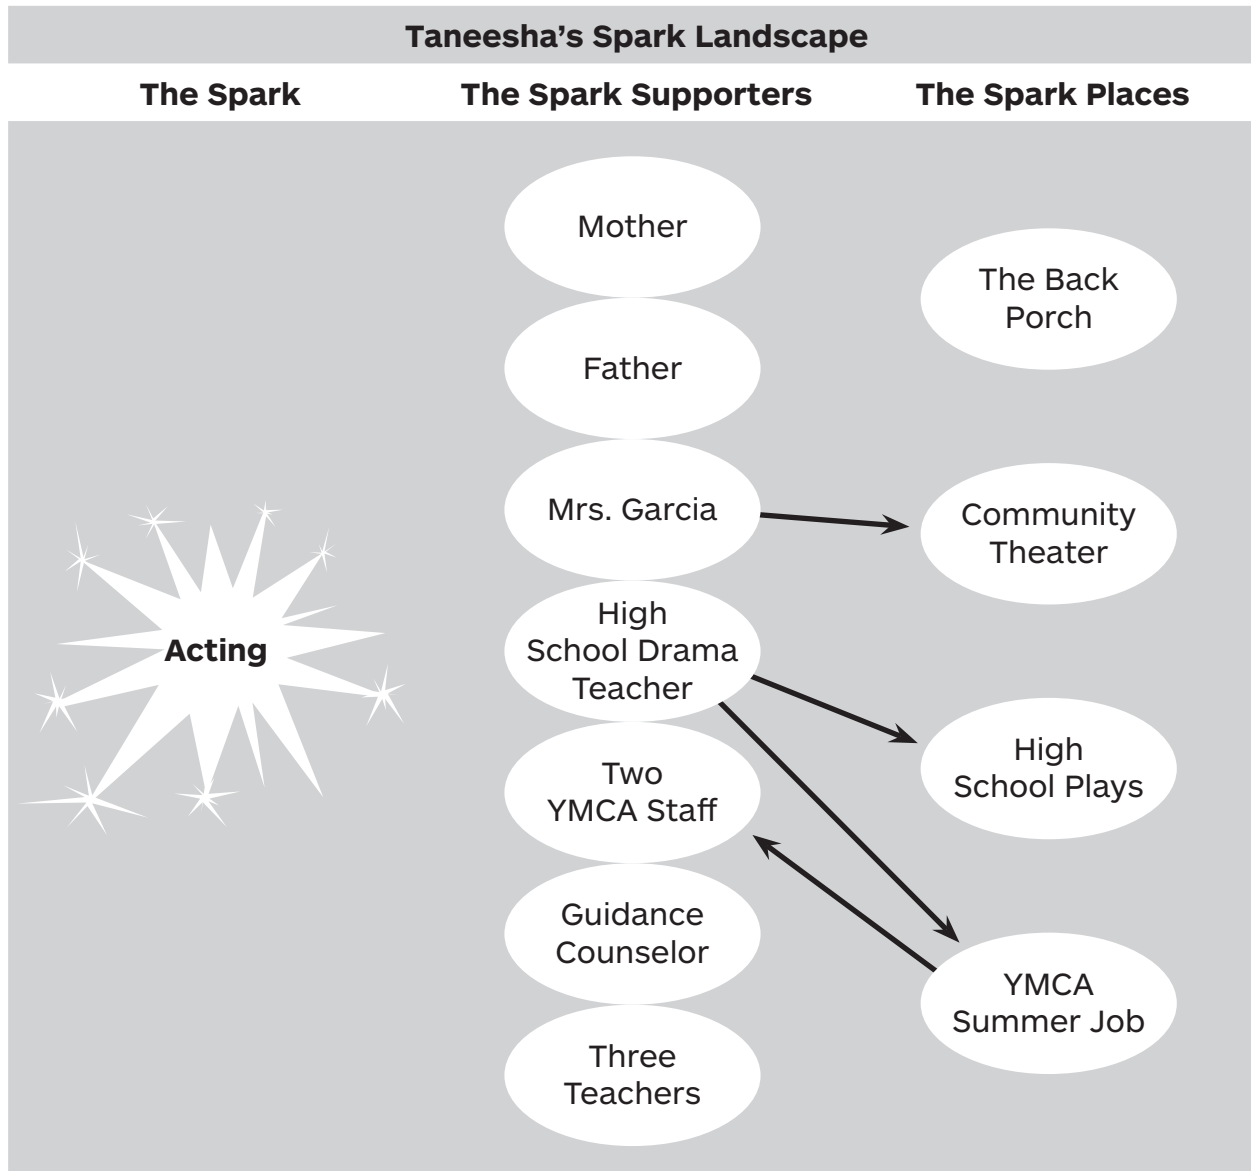 Taneesha’s Spark Landscape
The Spark
The Spark Supporters
The Spark Places
Acting
Mother
Father
Mrs. Garcia
High
School Drama
Teacher
Two
YMCA Staff
Guidance
Counselor
Three
Teachers
The Back
Porch
Community
Theater
High
School Plays
YMCA
Summer Job